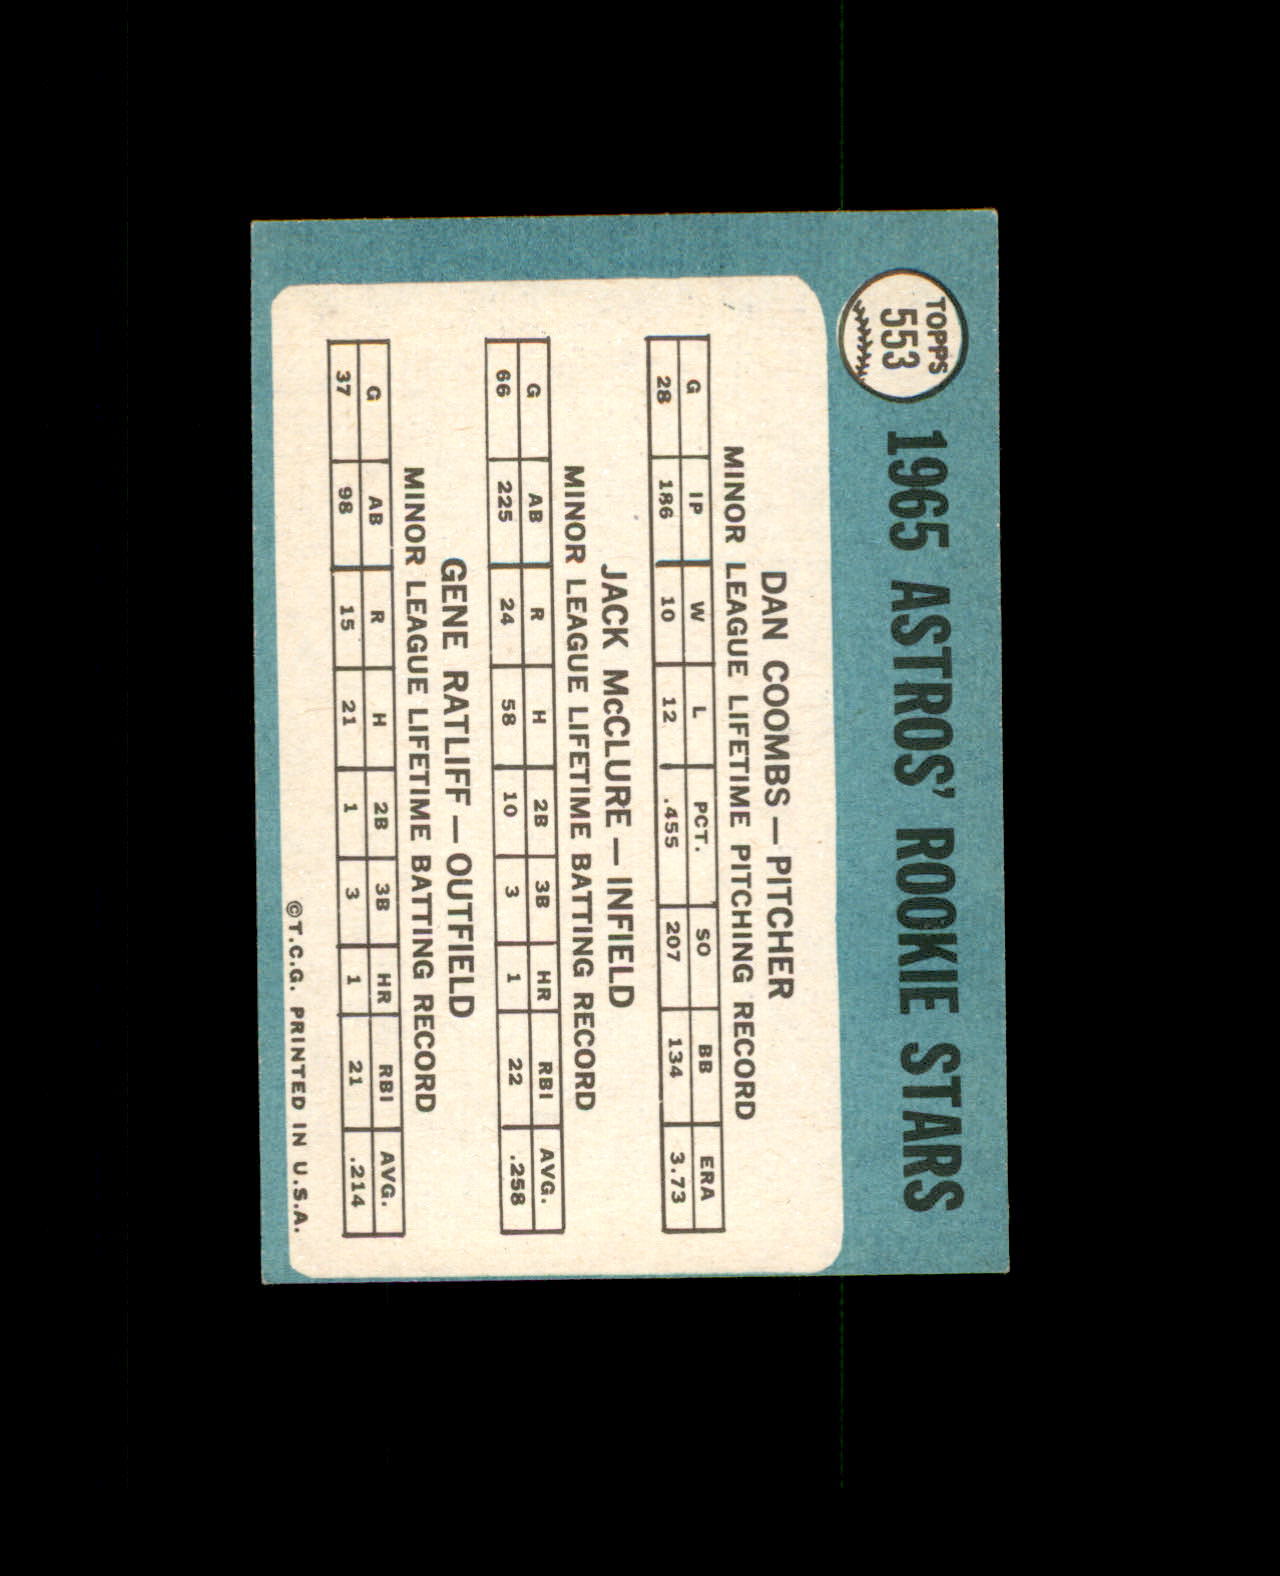 TOPPS
553
1965 ASTROS' ROOKIE STARS
DAN COOMBS—PITCHER
MINOR LEAGUE LIFETIME PITCHING RECORD
G IP W L PCT. SO BB ERA
28 186 10 12 .455 207 134 3.73
JACK McCLURE—INFIELD
MINOR LEAGUE LIFETIME BATTING RECORD
G AB R H 2B 3B HR RBI AVG.
66 225 24 58 10 3 1 22 .258
GENE RATLIFF—OUTFIELD
MINOR LEAGUE LIFETIME BATTING RECORD
G AB R H 2B 3B HR RBI AVG.
37 98 15 21 1 3 1 21 .214
©T.C.G. PRINTED IN U.S.A.